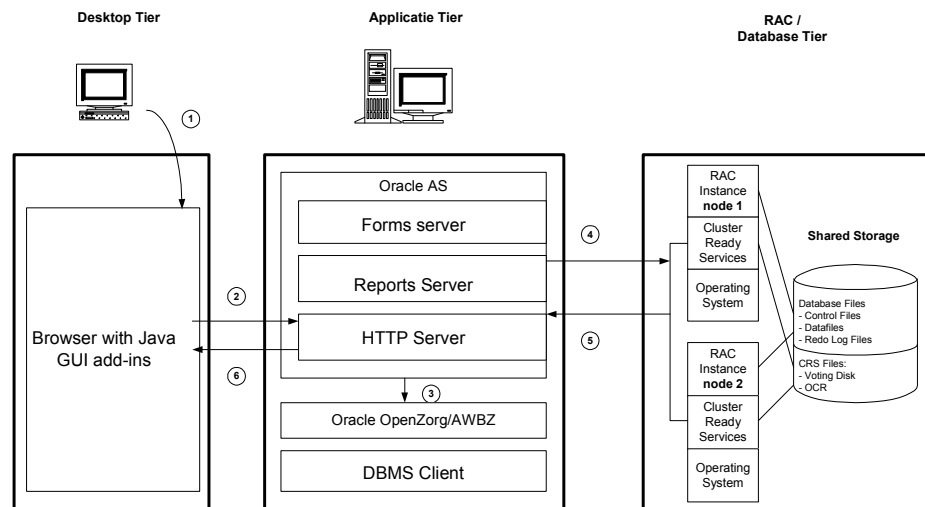 Desktop Tier
Applicatie Tier
RAC /
Database Tier
1
Oracle AS
Forms server
Reports Server
HTTP Server
Oracle OpenZorg/AWBZ
DBMS Client
Browser with Java
GUI add-ins
2
6
3
4
5
RAC
Instance
node 1
Cluster
Ready
Services
Operating
System
RAC
Instance
node 2
Cluster
Ready
Services
Operating
System
Shared Storage
Database Files
- Control Files
- Datafiles
- Redo Log Files
CRS Files:
- Voting Disk
- OCR